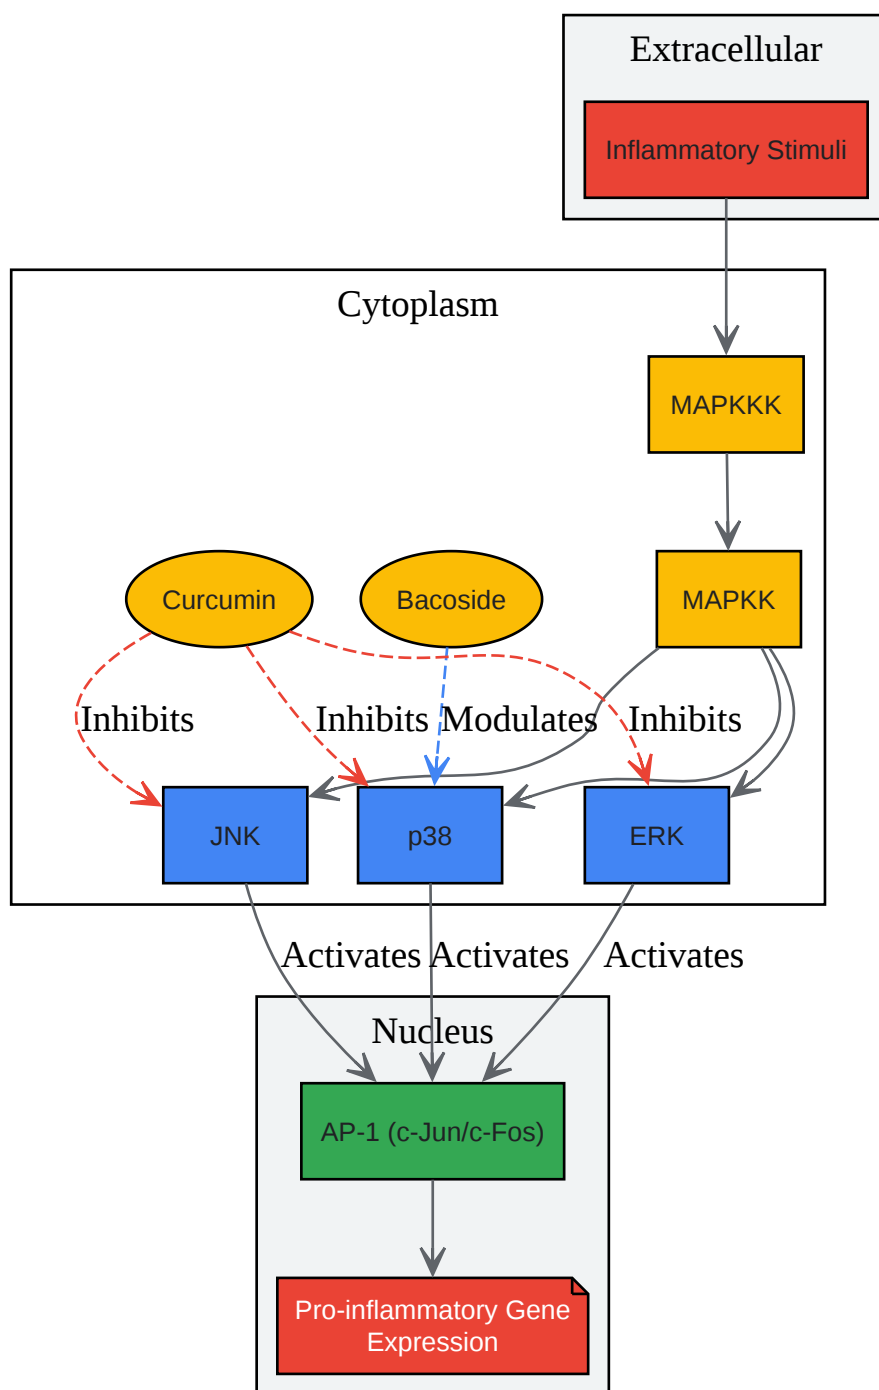 Extracellular
Inflammatory Stimuli
Cytoplasm
MAPKKK
Curcumin
Bacoside
MAPKK
Inhibits
Inhibits
Modulates
Inhibits
JNK
p38
ERK
Activates
Activates
Activates
Nucleus
AP-1 (c-Jun/c-Fos)
Pro-inflammatory Gene
Expression